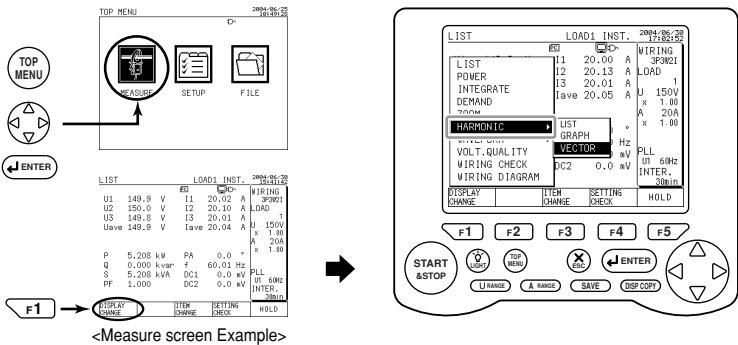 TOP MENU 2004/06/25
10:49:26
MEASURE SETUP FILE
TOP
MENU
ENTER
LIST LOAD1 INST. 2004/06/30
15:41:42
PC
WIRING
3P3W2I
LOAD
1
U 150V
x 1.00
A 20A
x 1.00
PLL
U1 60Hz
INTER.
30min
U1 149.9 V I1 20.02 A
U2 150.0 V I2 20.10 A
U3 149.8 V I3 20.01 A
Uave 149.9 V Iave 20.04 A
P 5.208 kW PA 0.0 °
Q 0.000 kvar f 60.01 Hz
S 5.208 kVA DC1 0.0 mV
PF 1.000 DC2 0.0 mV
DISPLAY
CHANGE
ITEM
CHANGE
SETTING
CHECK
HOLD
F1
<Measure screen Example>
LIST LOAD1 INST. 2004/06/30
17:02:52
PC
WIRING
3P3W2I
LOAD
1
U 150V
x 1.00
A 20A
x 1.00
PLL
U1 60Hz
INTER.
30min
I1 20.00 A
I2 20.13 A
I3 20.01 A
Iave 20.05 A
°
Hz
mV
DC2 0.0 mV
LIST
POWER
INTEGRATE
DEMAND
ZOOM
HARMONIC
WAVEFORM
VOLT.QUALITY
WIRING CHECK
WIRING DIAGRAM
LIST
GRAPH
VECTOR
DISPLAY
CHANGE
ITEM
CHANGE
SETTING
CHECK
HOLD
F1 F2 F3 F4 F5
START
&STOP
LIGHT
TOP
MENU
ESC
ENTER
U RANGE A RANGE SAVE DISP COPY